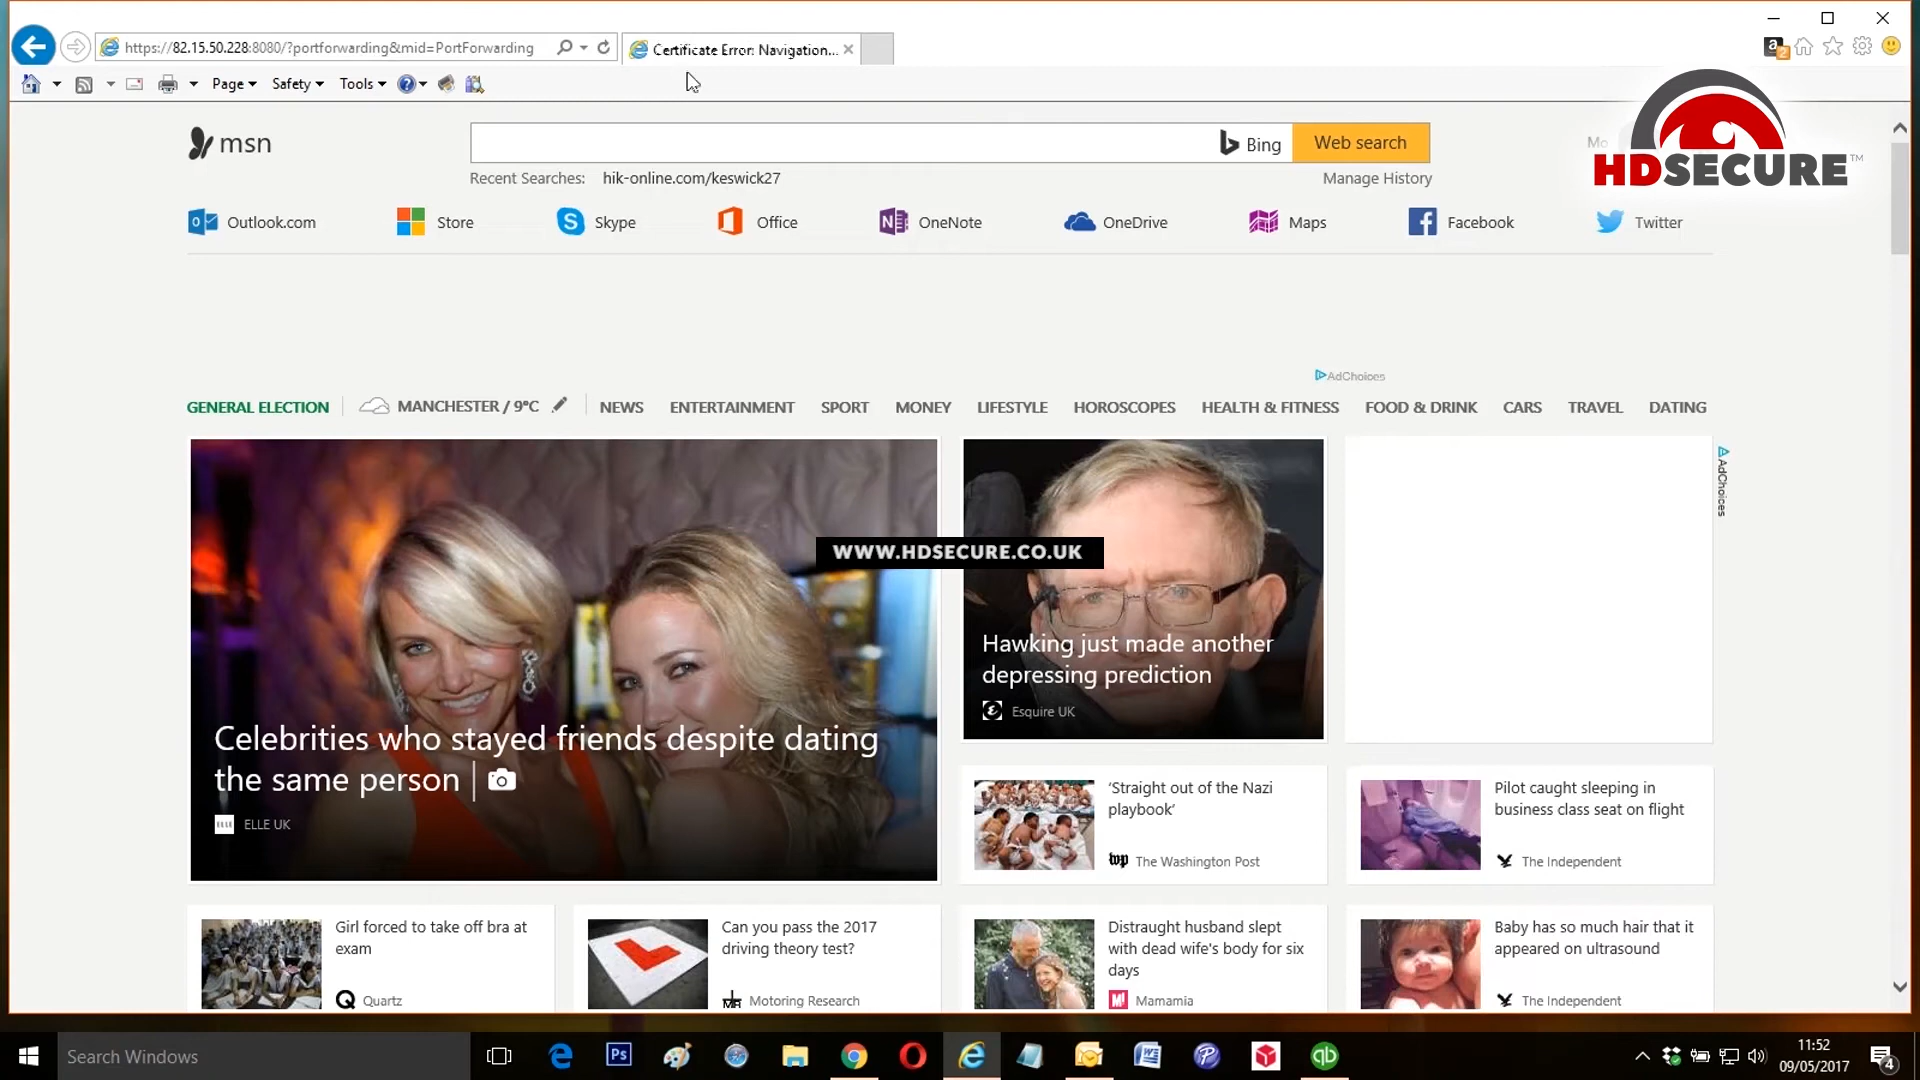 https://82.15.50.228:8080/?portforwarding&mid=PortForwarding
Certificate Error: Navigation...
Page
Safety
Tools
HDSECURE™
msn
Bing
Web search
Recent Searches:
hik-online.com/keswick27
Manage History
Outlook.com
Store
Skype
Office
OneNote
OneDrive
Maps
Facebook
Twitter
AdChoices
GENERAL ELECTION
MANCHESTER / 9°C
NEWS
ENTERTAINMENT
SPORT
MONEY
LIFESTYLE
HOROSCOPES
HEALTH & FITNESS
FOOD & DRINK
CARS
TRAVEL
DATING
AdChoices
WWW.HDSECURE.CO.UK
Celebrities who stayed friends despite dating
the same person
ELLE UK
Hawking just made another
depressing prediction
Esquire UK
‘Straight out of the Nazi
playbook’
wp The Washington Post
Pilot caught sleeping in
business class seat on flight
The Independent
Girl forced to take off bra at
exam
Quartz
Can you pass the 2017
driving theory test?
Motoring Research
Distraught husband slept
with dead wife's body for six
days
Mamamia
Baby has so much hair that it
appeared on ultrasound
The Independent
Search Windows
Ps
11:52
09/05/2017
4